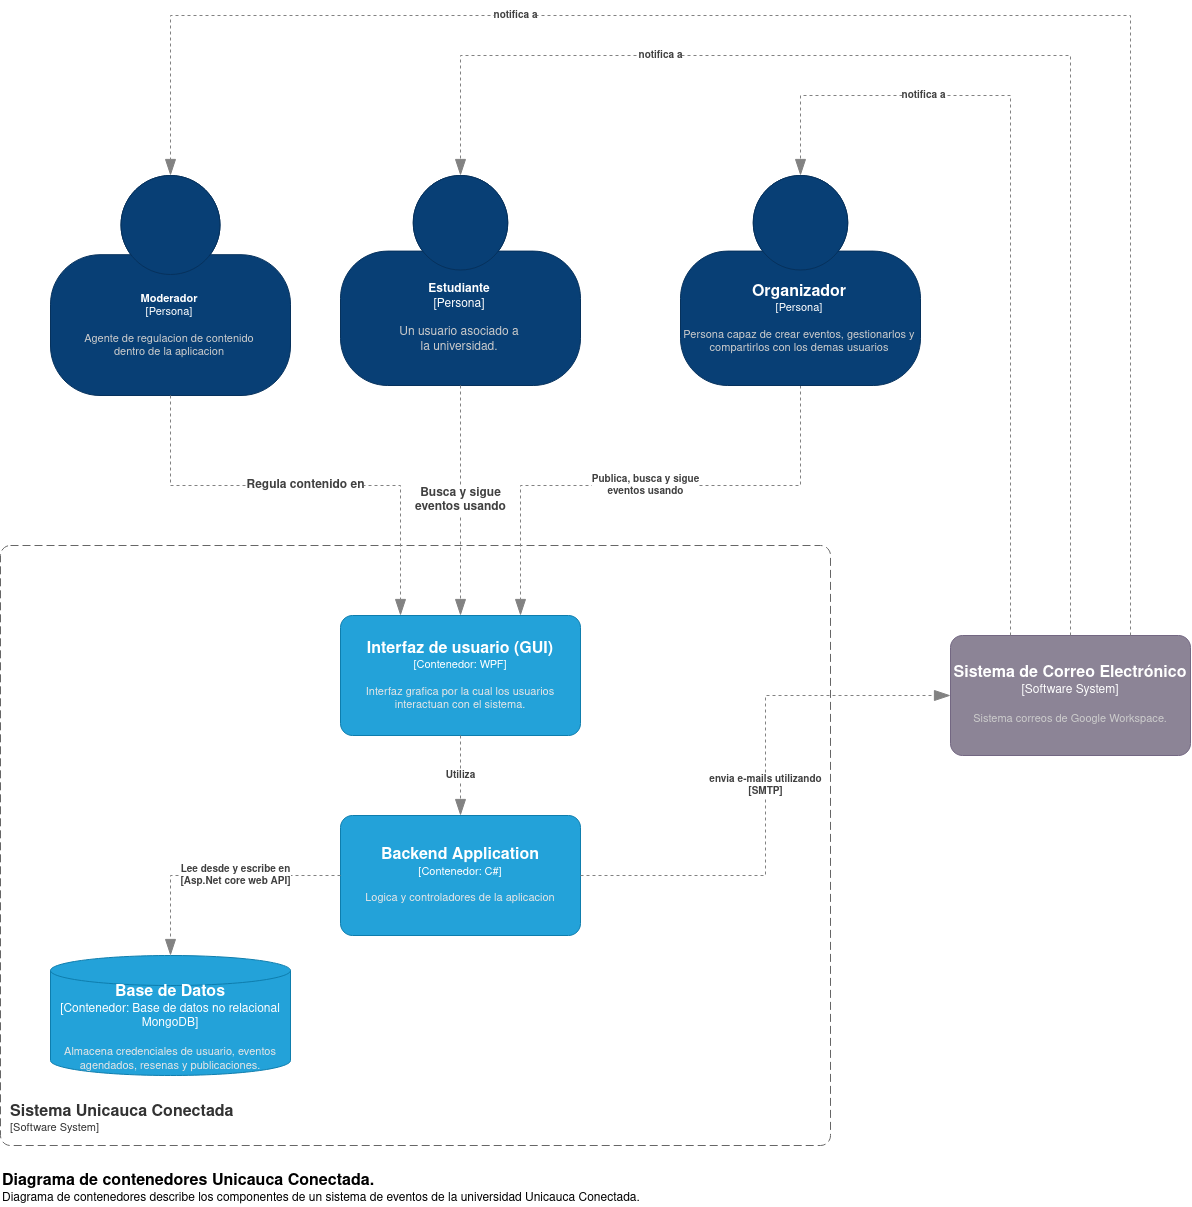 notifica a
notifica a
notifica a
Moderador
[Persona]
Agente de regulacion de contenido
dentro de la aplicacion
Estudiante
[Persona]
Un usuario asociado a
la universidad.
Organizador
[Persona]
Persona capaz de crear eventos, gestionarlos y
compartirlos con los demas usuarios
Regula contenido en
Busca y sigue
eventos usando
Publica, busca y sigue
eventos usando
Interfaz de usuario (GUI)
[Contenedor: WPF]
Interfaz grafica por la cual los usuarios
interactuan con el sistema.
Sistema de Correo Electrónico
[Software System]
Sistema correos de Google Workspace.
Utiliza
envia e-mails utilizando
[SMTP]
Backend Application
[Contenedor: C#]
Logica y controladores de la aplicacion
Lee desde y escribe en
[Asp.Net core web API]
Base de Datos
[Contenedor: Base de datos no relacional
MongoDB]
Almacena credenciales de usuario, eventos
agendados, resenas y publicaciones.
Sistema Unicauca Conectada
[Software System]
Diagrama de contenedores Unicauca Conectada.
Diagrama de contenedores describe los componentes de un sistema de eventos de la universidad Unicauca Conectada.